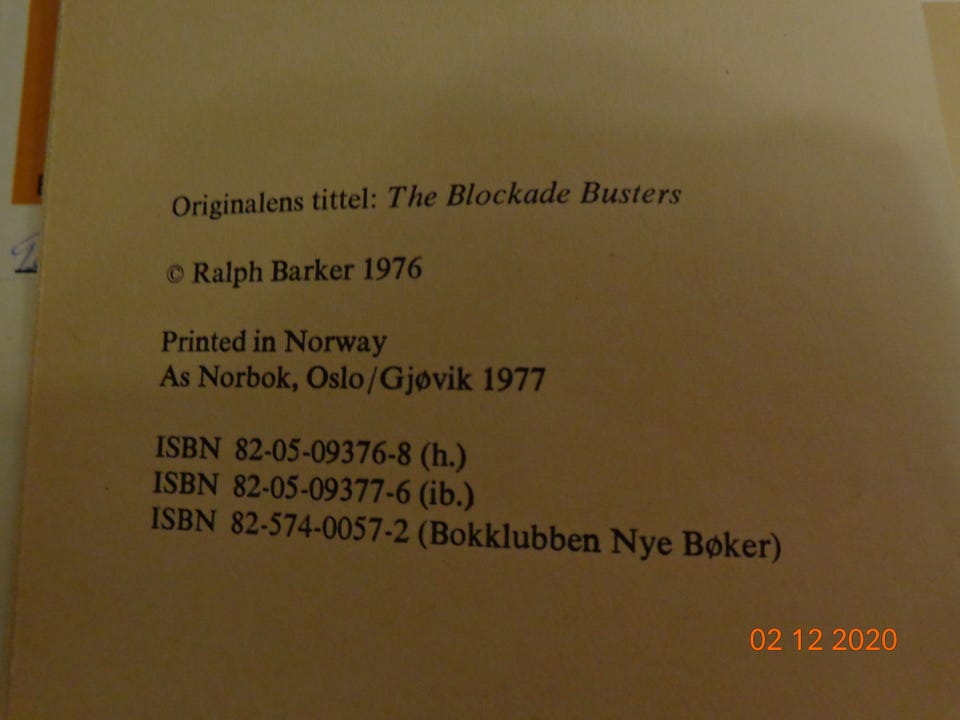 Originalens tittel: The Blockade Busters
© Ralph Barker 1976
Printed in Norway
As Norbok, Oslo/Gjøvik 1977
ISBN 82-05-09376-8 (h.)
ISBN 82-05-09377-6 (ib.)
ISBN 82-574-0057-2 (Bokklubben Nye Bøker)
02 12 2020